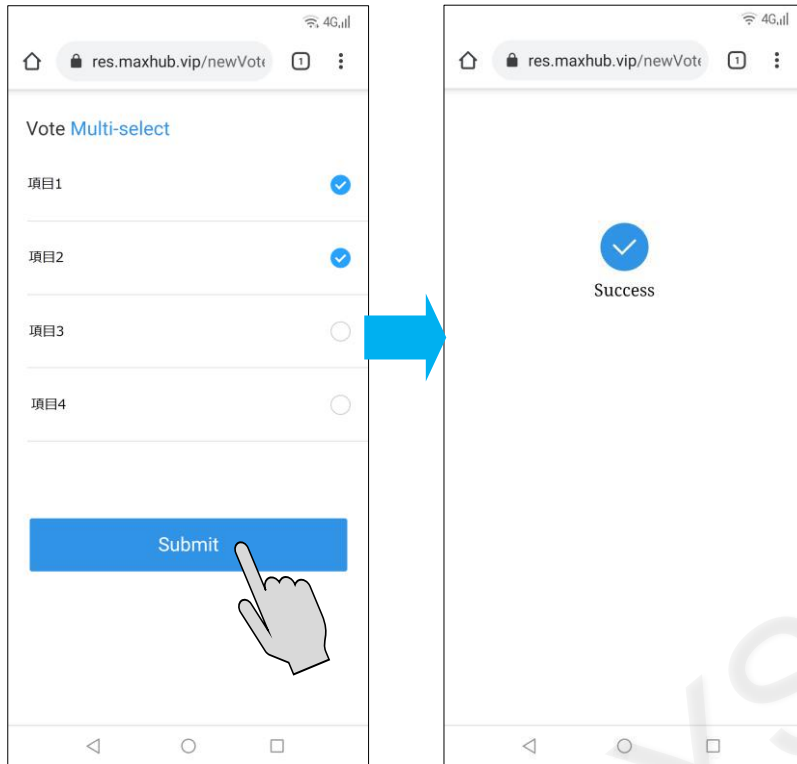 4G
1
res.maxhub.vip/newVote
Vote Multi-select
項目1
項目2
項目3
項目4
Submit
4G
res.maxhub.vip/newVote
1
Success